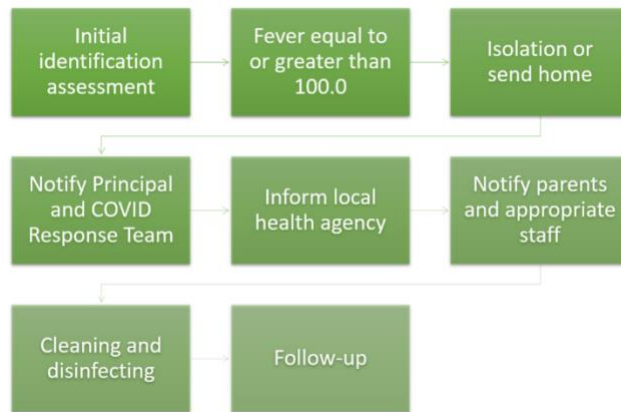 Initial
identification
assessment
Fever equal to
or greater than
100.0
Isolation or
send home
Notify Principal
and COVID
Response Team
Inform local
health agency
Notify parents
and appropriate
staff
Cleaning and
disinfecting
Follow-up